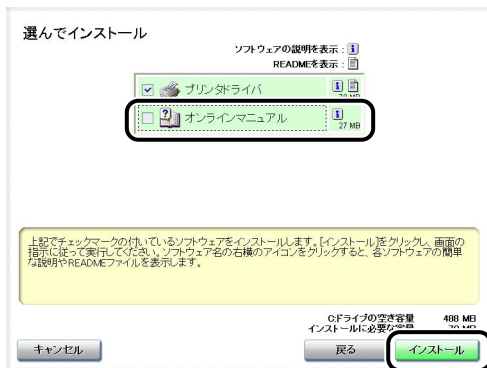 選んでインストール
ソフトウェアの説明を表示:
READMEを表示:
プリンタドライバ
オンラインマニュアル
27 MB
上記でチェックマークの付いているソフトウェアをインストールします。[インストール]をクリックし、画面の
指示に従って実行してください。ソフトウェア名の右横のアイコンをクリックすると、各ソフトウェアの簡単
な説明やREADMEファイルを表示します。
C:ドライブの空き容量 488 MB
インストールに必要な容量 70 MB
キャンセル
戻る
インストール